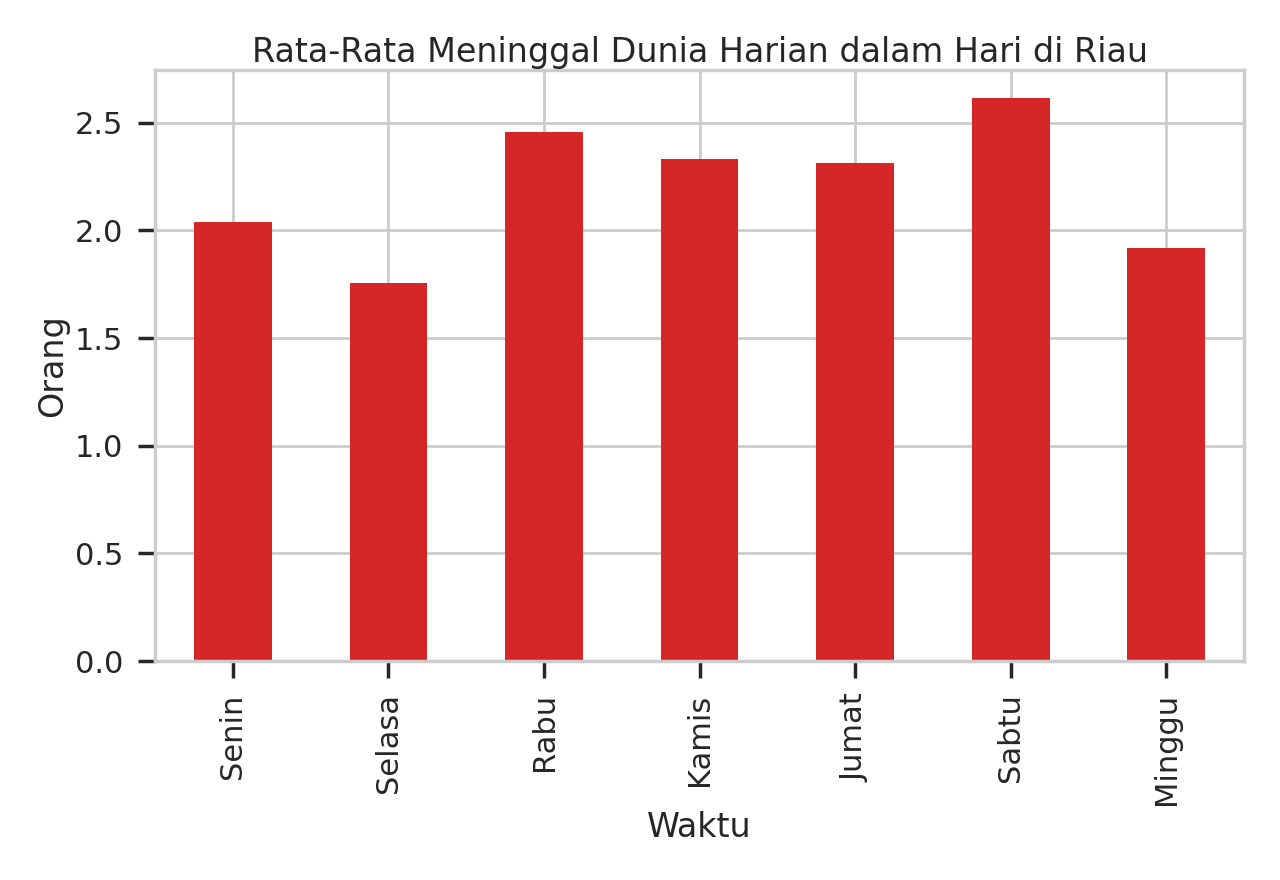 Rata-Rata Meninggal Dunia Harian dalam Hari di Riau
2.5
2.0
1.5
1.0
0.5
0.0
Orang
Senin
Selasa
Rabu
Kamis
Jumat
Sabtu
Minggu
Waktu